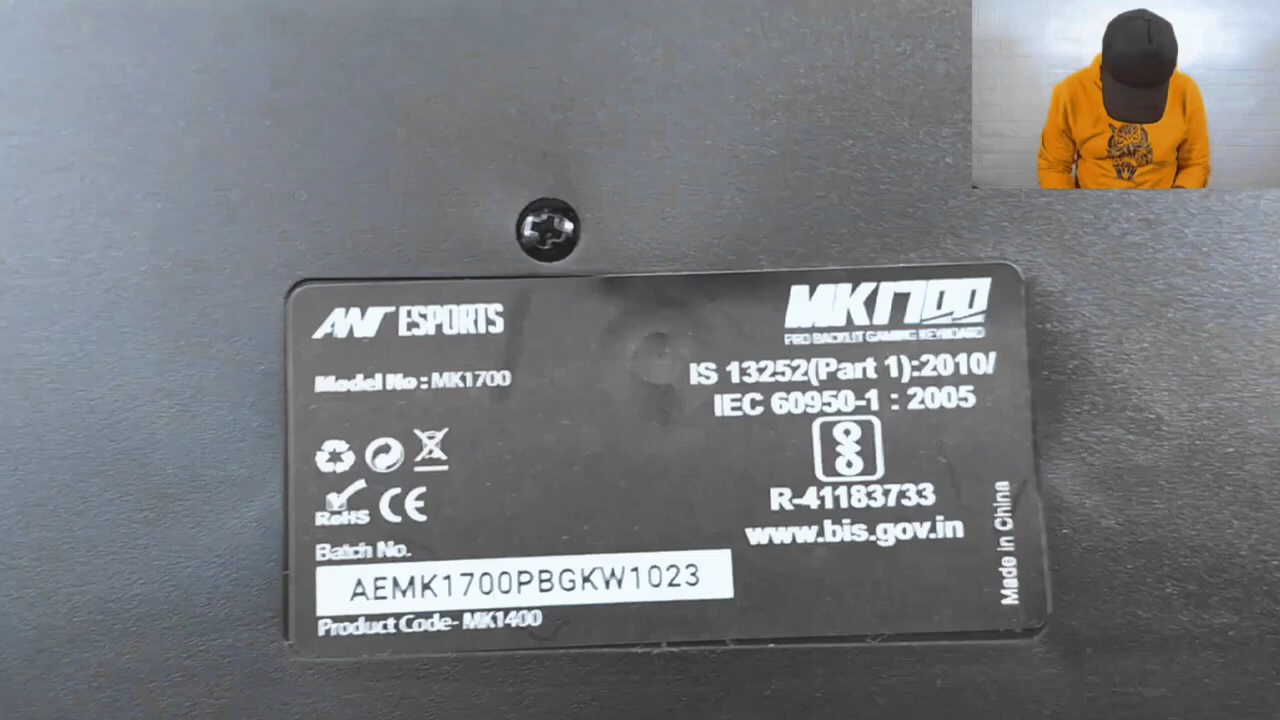 ANT ESPORTS
Model No : MK1700
RoHS CE
Batch No.
AEMK1700PBGKW1023
Product Code- MK1400
MK1700
PRO BACKLIT GAMING KEYBOARD
IS 13252(Part 1):2010/
IEC 60950-1 : 2005
R-41183733
www.bis.gov.in
Made in China